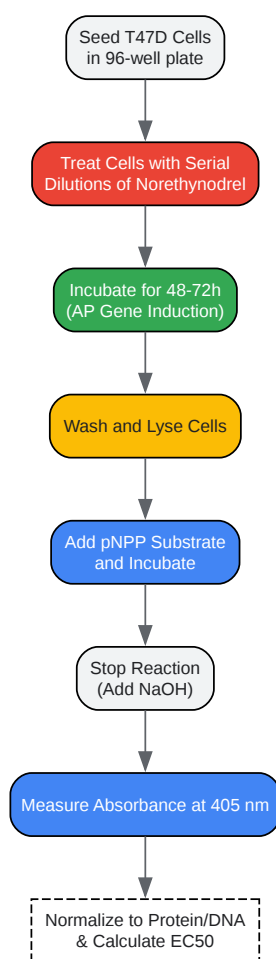 Seed T47D Cells
in 96-well plate
Treat Cells with Serial
Dilutions of Norethynodrel
Incubate for 48-72h
(AP Gene Induction)
Wash and Lyse Cells
Add pNPP Substrate
and Incubate
Stop Reaction
(Add NaOH)
Measure Absorbance at 405 nm
Normalize to Protein/DNA
& Calculate EC50